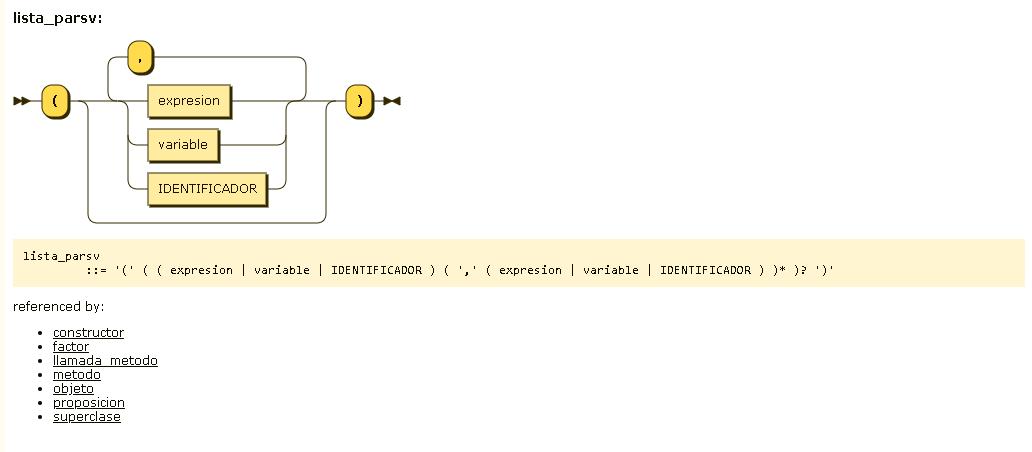 lista_parsv:
,
( expresion )
variable
IDENTIFICADOR
lista_parsv
::= '(' ( ( expresion | variable | IDENTIFICADOR ) ( ',' ( expresion | variable | IDENTIFICADOR ) )* )? ')'
referenced by:
constructor
factor
llamada_metodo
metodo
objeto
proposicion
superclase